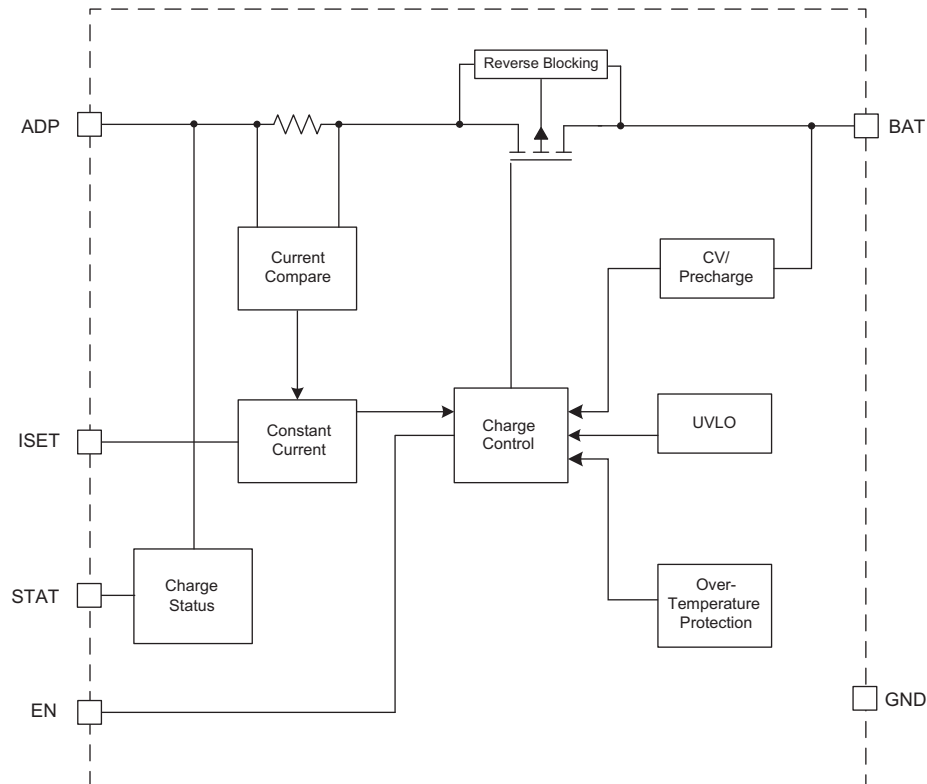 Reverse Blocking
ADP
BAT
Current
Compare
CV/
Precharge
ISET
Constant
Current
Charge
Control
UVLO
STAT
Charge
Status
Over-
Temperature
Protection
EN
GND